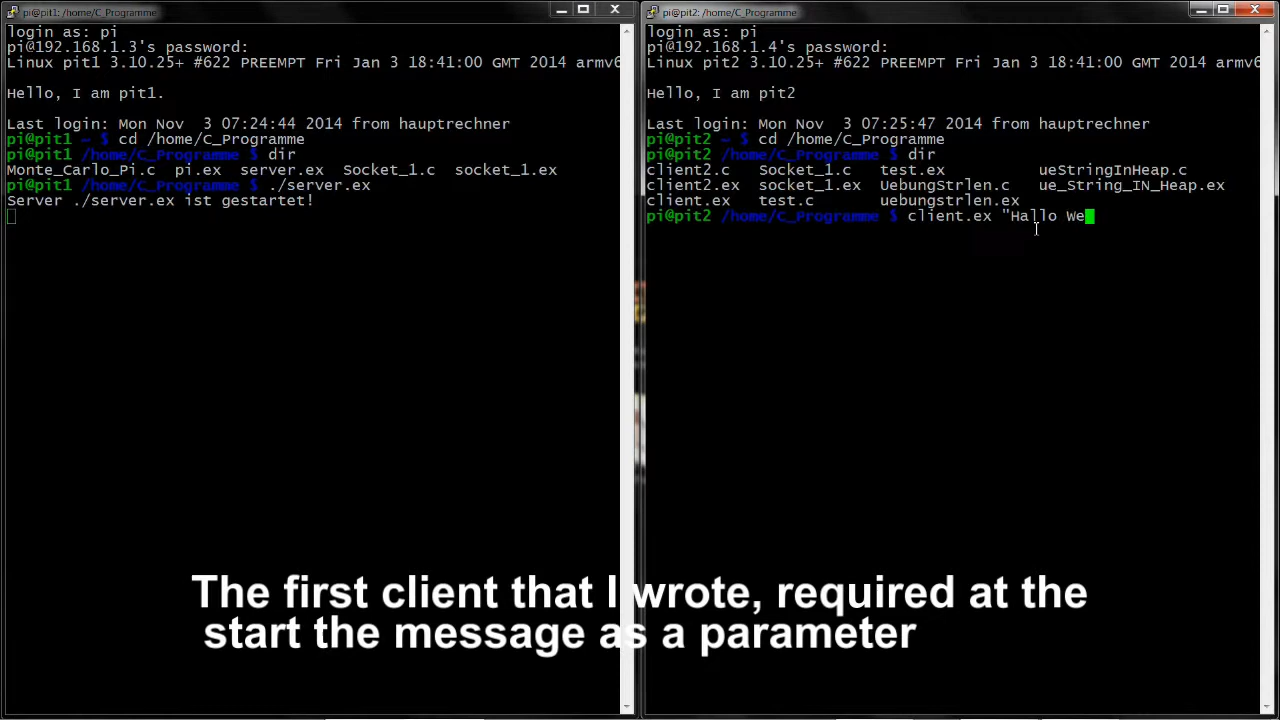 pi@pit1: /home/C_Programme
login as: pi
pi@192.168.1.3's password:
Linux pit1 3.10.25+ #622 PREEMPT Fri Jan 3 18:41:00 GMT 2014 armv6
Hello, I am pit1.
Last login: Mon Nov  3 07:24:44 2014 from hauptrechner
pi@pit1 ~ $ cd /home/C_Programme
pi@pit1 /home/C_Programme $ dir
Monte_Carlo_Pi.c  pi.ex  server.ex  Socket_1.c  socket_1.ex
pi@pit1 /home/C_Programme $ ./server.ex
Server ./server.ex ist gestartet!
pi@pit2: /home/C_Programme
login as: pi
pi@192.168.1.4's password:
Linux pit2 3.10.25+ #622 PREEMPT Fri Jan 3 18:41:00 GMT 2014 armv6
Hello, I am pit2
Last login: Mon Nov  3 07:25:47 2014 from hauptrechner
pi@pit2 ~ $ cd /home/C_Programme
pi@pit2 /home/C_Programme $ dir
client2.c   Socket_1.c   test.ex           ueStringInHeap.c
client2.ex  socket_1.ex  UebungStrlen.c    ue_String_IN_Heap.ex
client.ex   test.c       uebungstrlen.ex
pi@pit2 /home/C_Programme $ client.ex "Hallo We
The first client that I wrote, required at the
start the message as a parameter